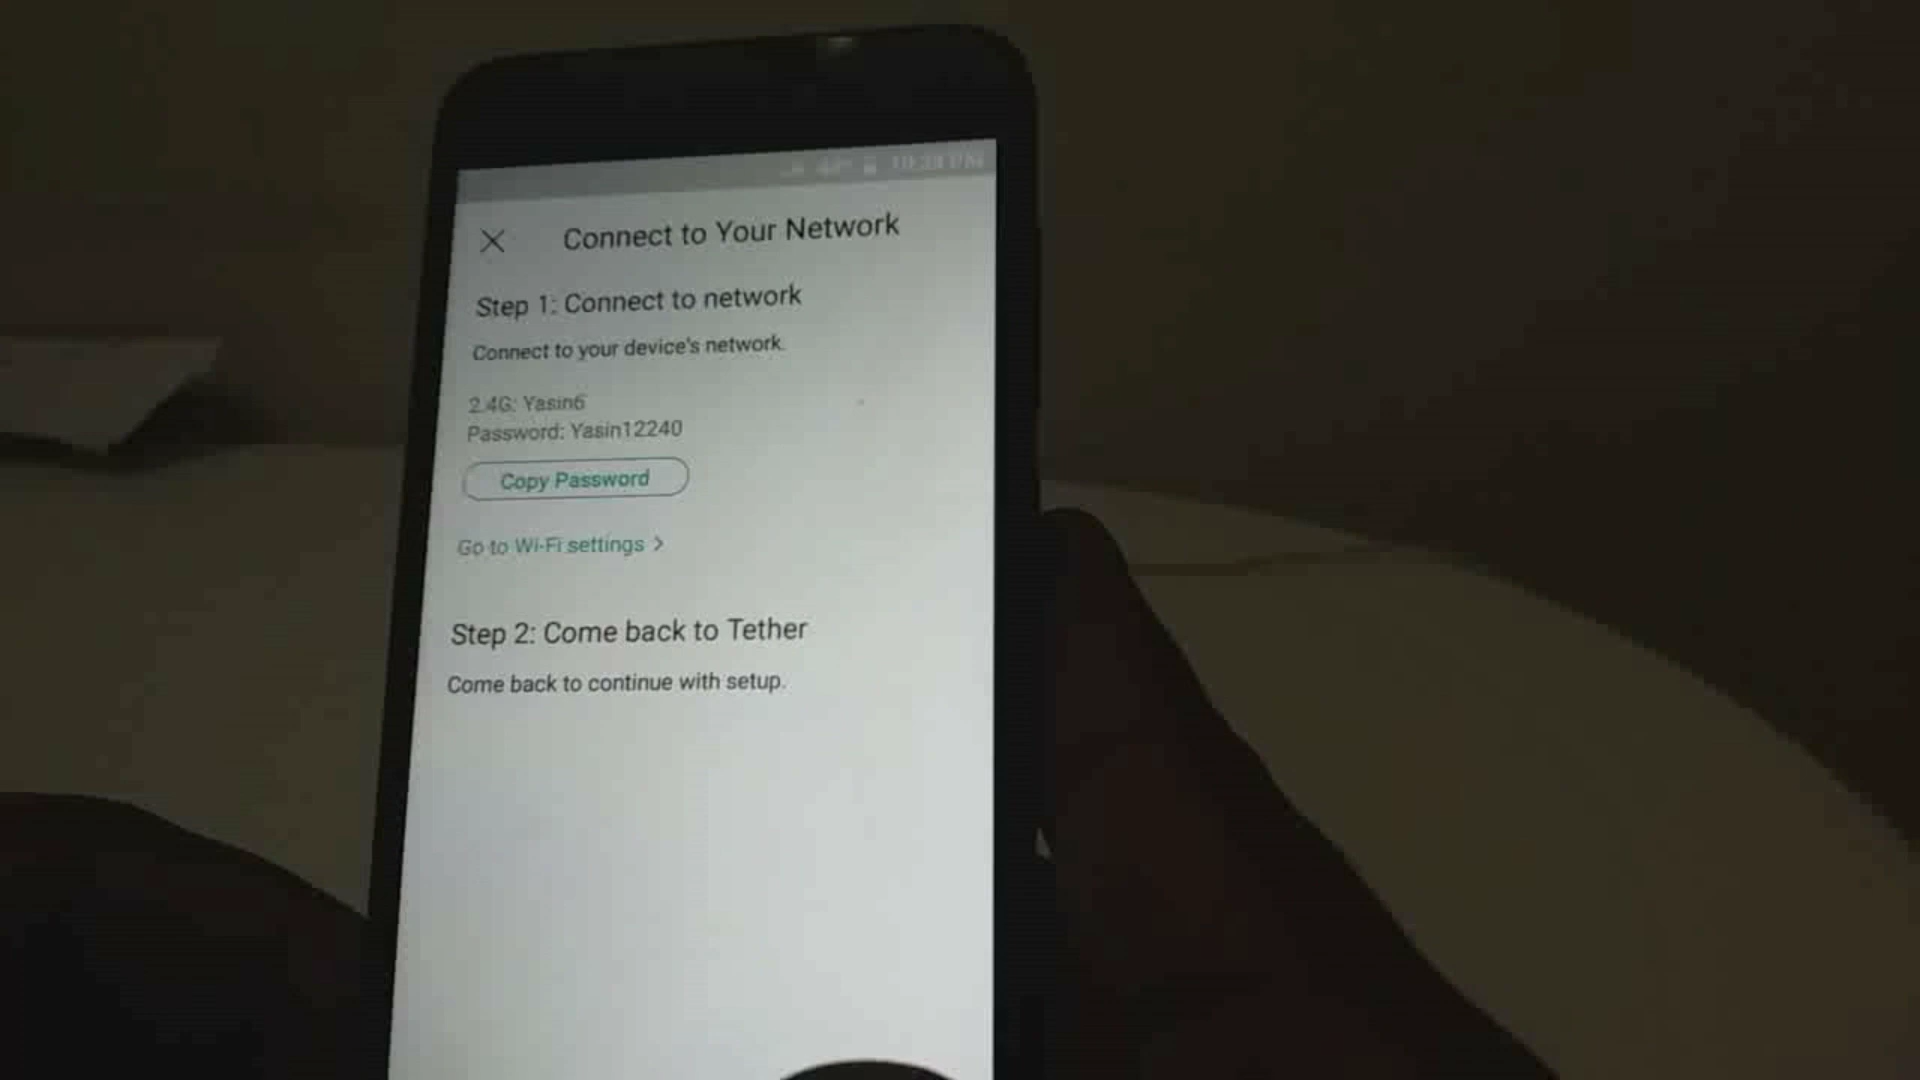 Connect to Your Network
Step 1: Connect to network
Connect to your device's network.
2.4G: Yasin6
Password: Yasin12240
Copy Password
Go to Wi-Fi settings >
Step 2: Come back to Tether
Come back to continue with setup.